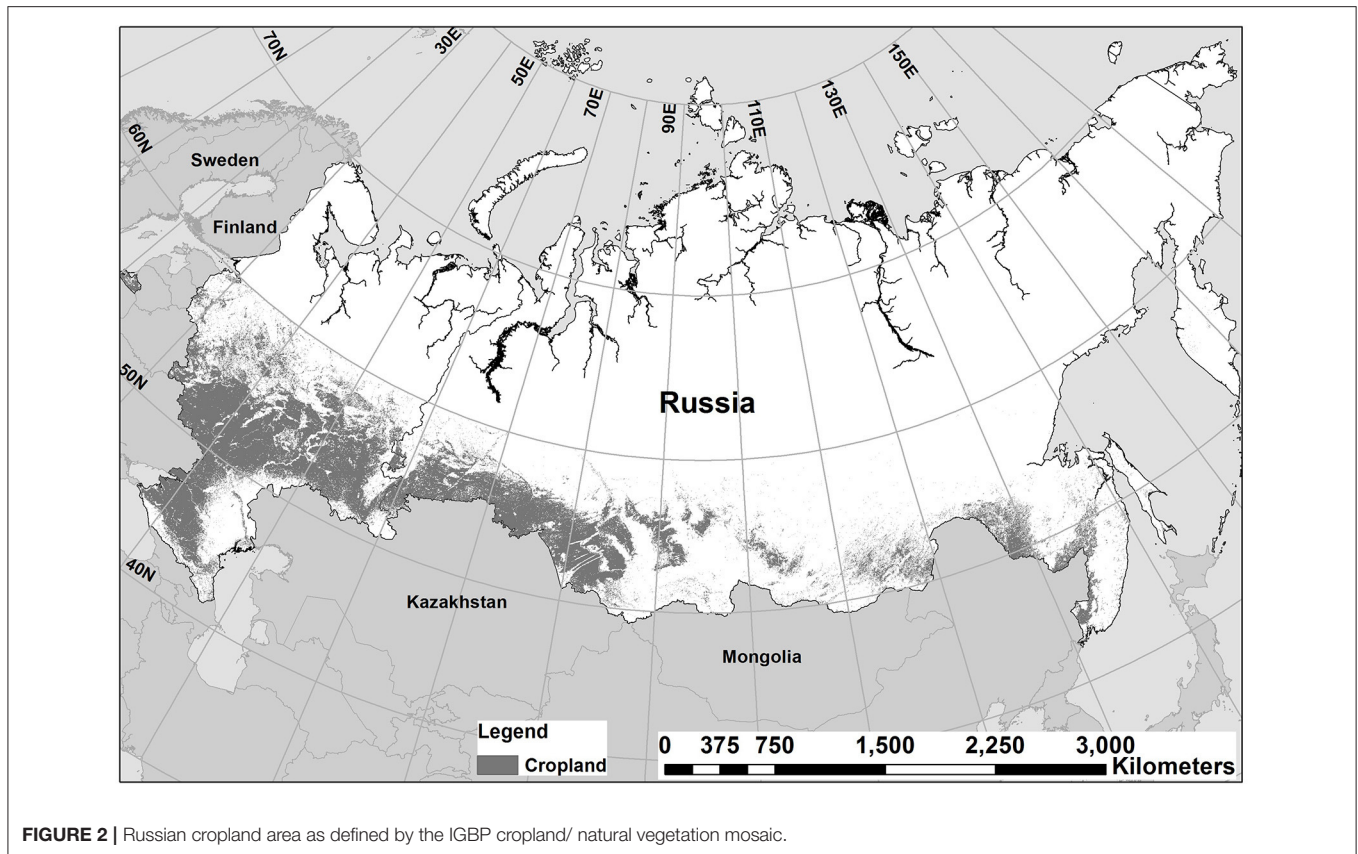 70N
30E
50E
70E
90E
110E
130E
150E
60N
Sweden
Finland
50N
Russia
40N
Kazakhstan
Mongolia
Legend
Cropland
0 375 750 1,500 2,250 3,000
Kilometers
FIGURE 2 | Russian cropland area as defined by the IGBP cropland/ natural vegetation mosaic.